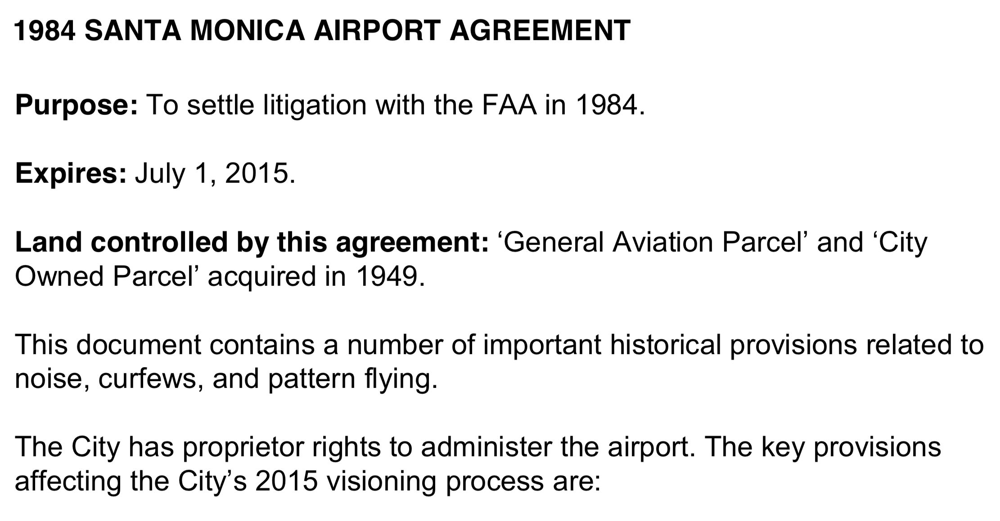 1984 SANTA MONICA AIRPORT AGREEMENT
Purpose: To settle litigation with the FAA in 1984.
Expires: July 1, 2015.
Land controlled by this agreement: ‘General Aviation Parcel’ and ‘City
Owned Parcel’ acquired in 1949.
This document contains a number of important historical provisions related to
noise, curfews, and pattern flying.
The City has proprietor rights to administer the airport. The key provisions
affecting the City’s 2015 visioning process are: